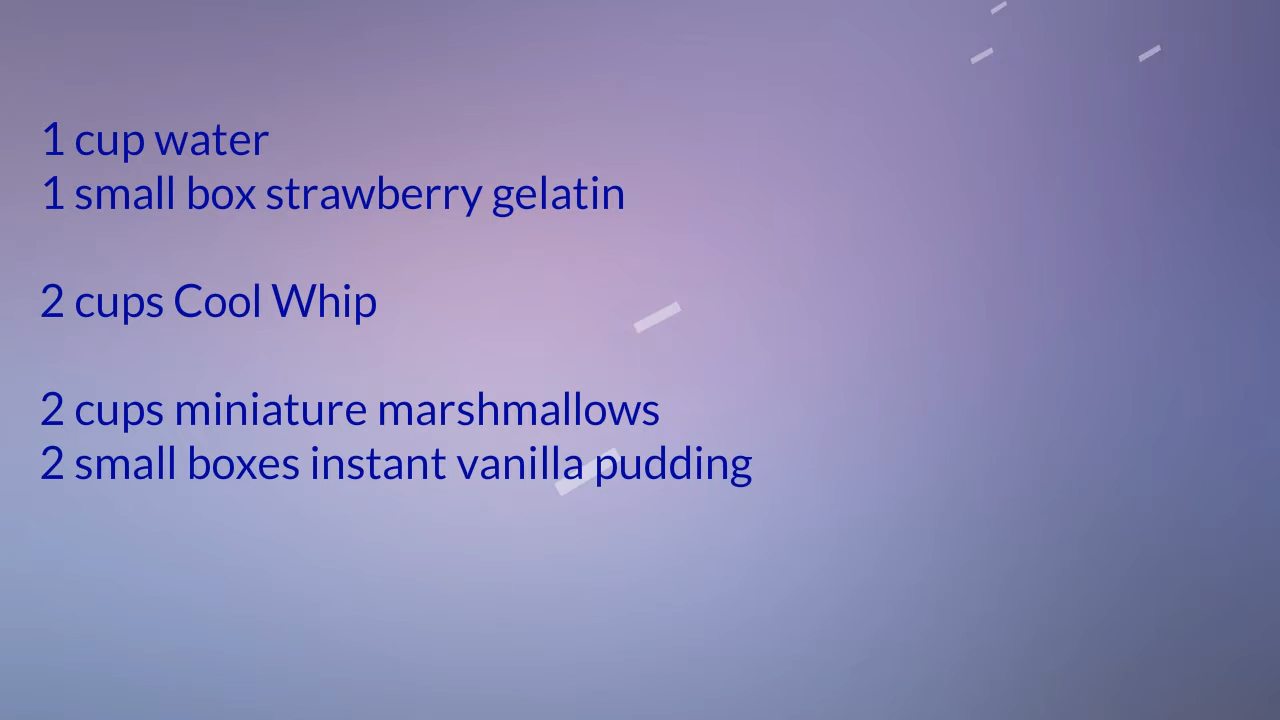 1 cup water
1 small box strawberry gelatin
2 cups Cool Whip
2 cups miniature marshmallows
2 small boxes instant vanilla pudding